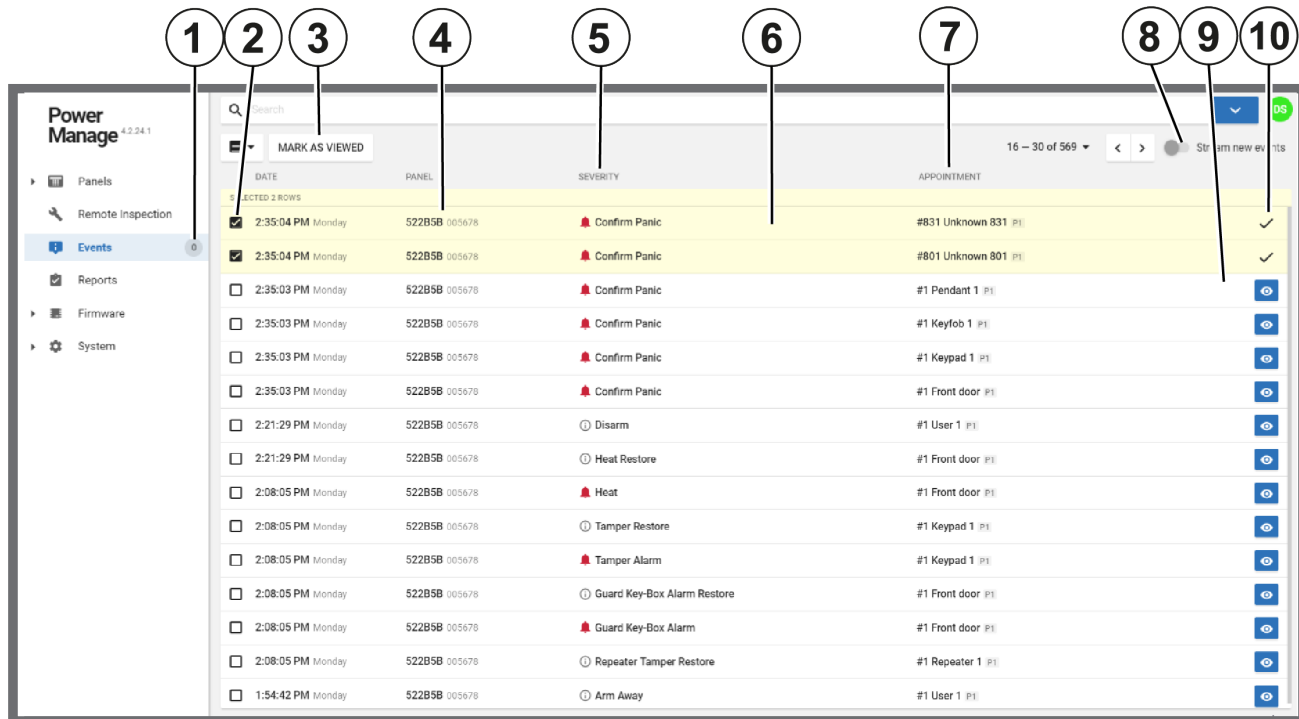 1 2 3 4 5 6 7 8 9 10
Power
Manage 4.2.24.1
Search
DS
MARK AS VIEWED 16 – 30 of 569 Stream new events
DATE PANEL SEVERITY APPOINTMENT
Panels
SELECTED 2 ROWS
Remote Inspection
2:35:04 PM Monday 522B5B 005678 Confirm Panic #831 Unknown 831 P1
Events 0
2:35:04 PM Monday 522B5B 005678 Confirm Panic #801 Unknown 801 P1
Reports
2:35:03 PM Monday 522B5B 005678 Confirm Panic #1 Pendant 1 P1
Firmware
2:35:03 PM Monday 522B5B 005678 Confirm Panic #1 Keyfob 1 P1
System
2:35:03 PM Monday 522B5B 005678 Confirm Panic #1 Keypad 1 P1
2:35:03 PM Monday 522B5B 005678 Confirm Panic #1 Front door P1
2:21:29 PM Monday 522B5B 005678 Disarm #1 User 1 P1
2:21:29 PM Monday 522B5B 005678 Heat Restore #1 Front door P1
2:08:05 PM Monday 522B5B 005678 Heat #1 Front door P1
2:08:05 PM Monday 522B5B 005678 Tamper Restore #1 Keypad 1 P1
2:08:05 PM Monday 522B5B 005678 Tamper Alarm #1 Keypad 1 P1
2:08:05 PM Monday 522B5B 005678 Guard Key-Box Alarm Restore #1 Front door P1
2:08:05 PM Monday 522B5B 005678 Guard Key-Box Alarm #1 Front door P1
2:08:05 PM Monday 522B5B 005678 Repeater Tamper Restore #1 Repeater 1 P1
1:54:42 PM Monday 522B5B 005678 Arm Away #1 User 1 P1